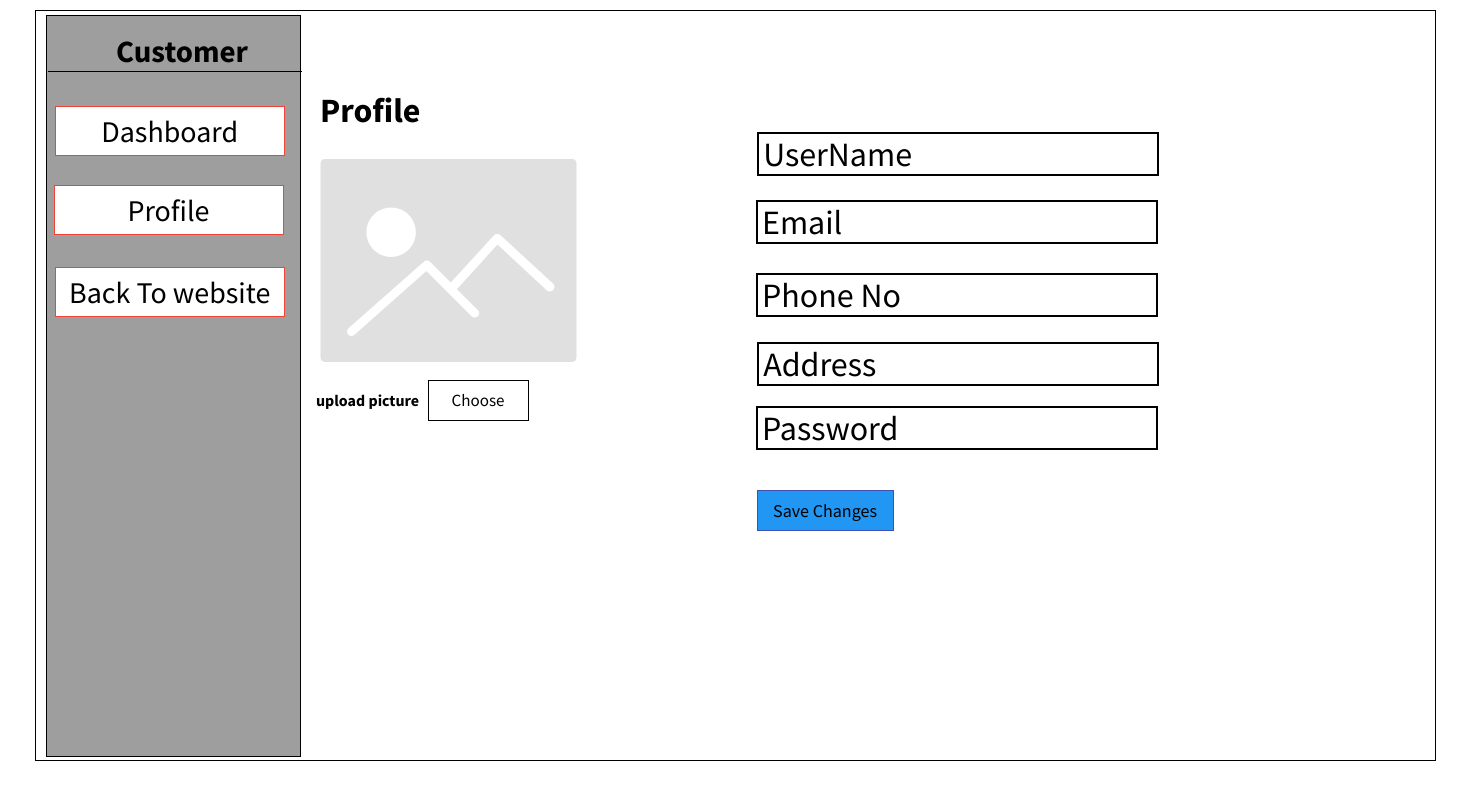 Customer
Dashboard
Profile
Back To website
Profile
upload picture
Choose
UserName
Email
Phone No
Address
Password
Save Changes